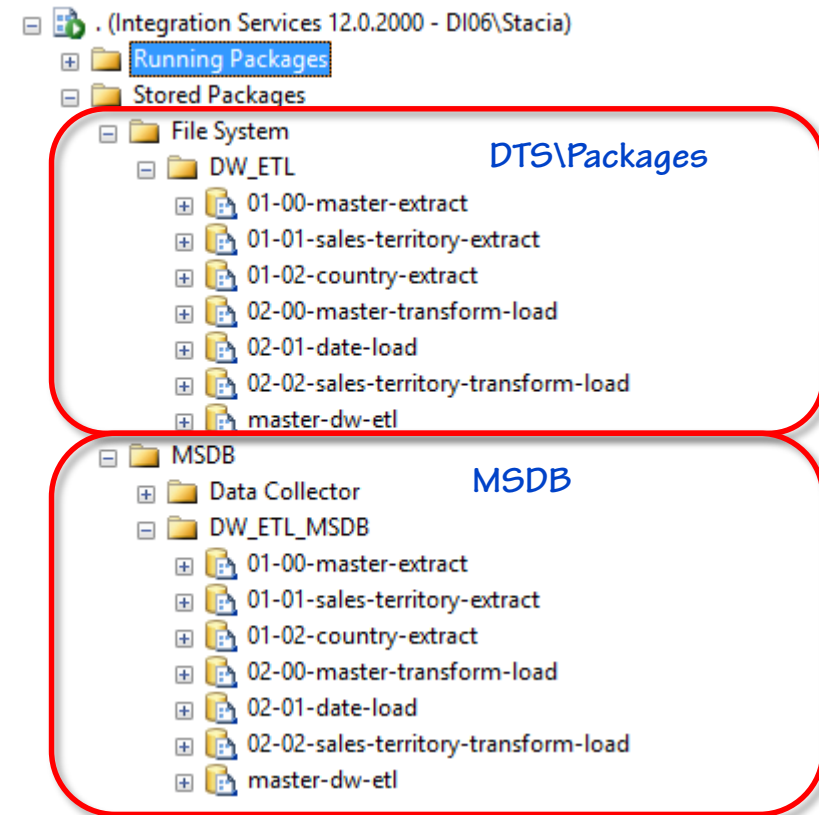 . (Integration Services 12.0.2000 - DI06\Stacia)
Running Packages
Stored Packages
File System
DTS\Packages
DW_ETL
01-00-master-extract
01-01-sales-territory-extract
01-02-country-extract
02-00-master-transform-load
02-01-date-load
02-02-sales-territory-transform-load
master-dw-etl
MSDB
MSDB
Data Collector
DW_ETL_MSDB
01-00-master-extract
01-01-sales-territory-extract
01-02-country-extract
02-00-master-transform-load
02-01-date-load
02-02-sales-territory-transform-load
master-dw-etl